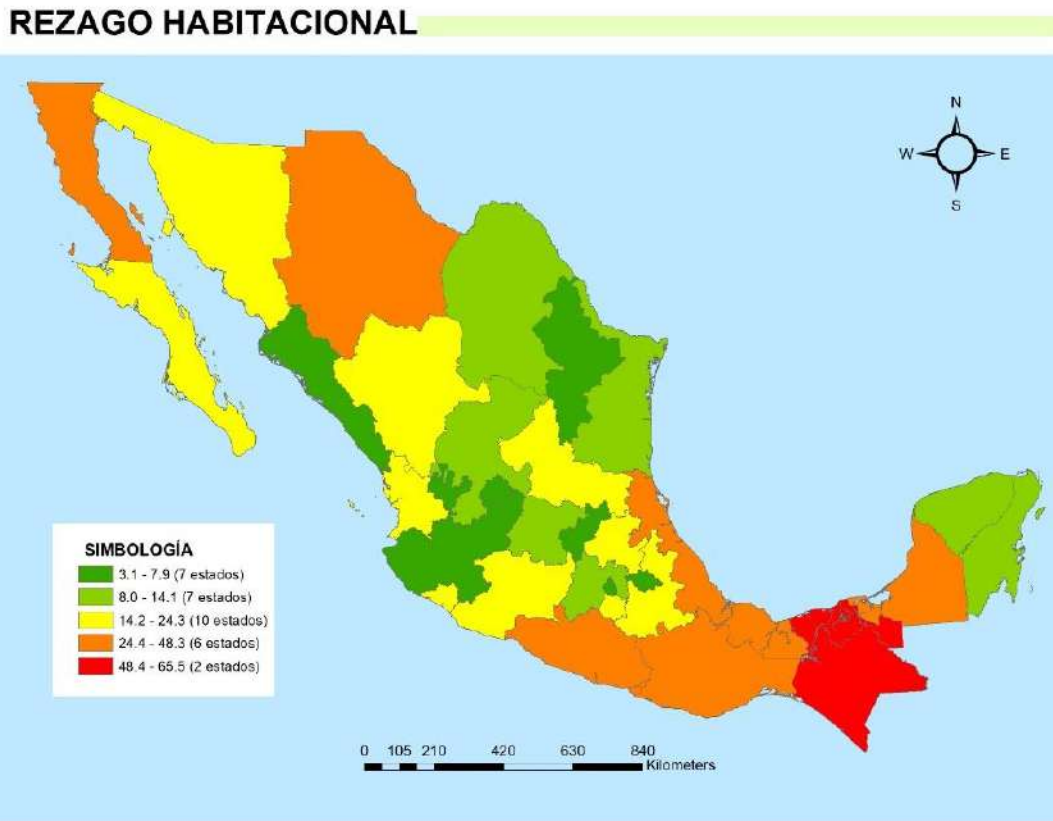 REZAGO HABITACIONAL
N
W E
S
SIMBOLOGÍA
3.1 - 7.9 (7 estados)
8.0 - 14.1 (7 estados)
14.2 - 24.3 (10 estados)
24.4 - 48.3 (6 estados)
48.4 - 65.5 (2 estados)
0 105 210 420 630 840
Kilometers